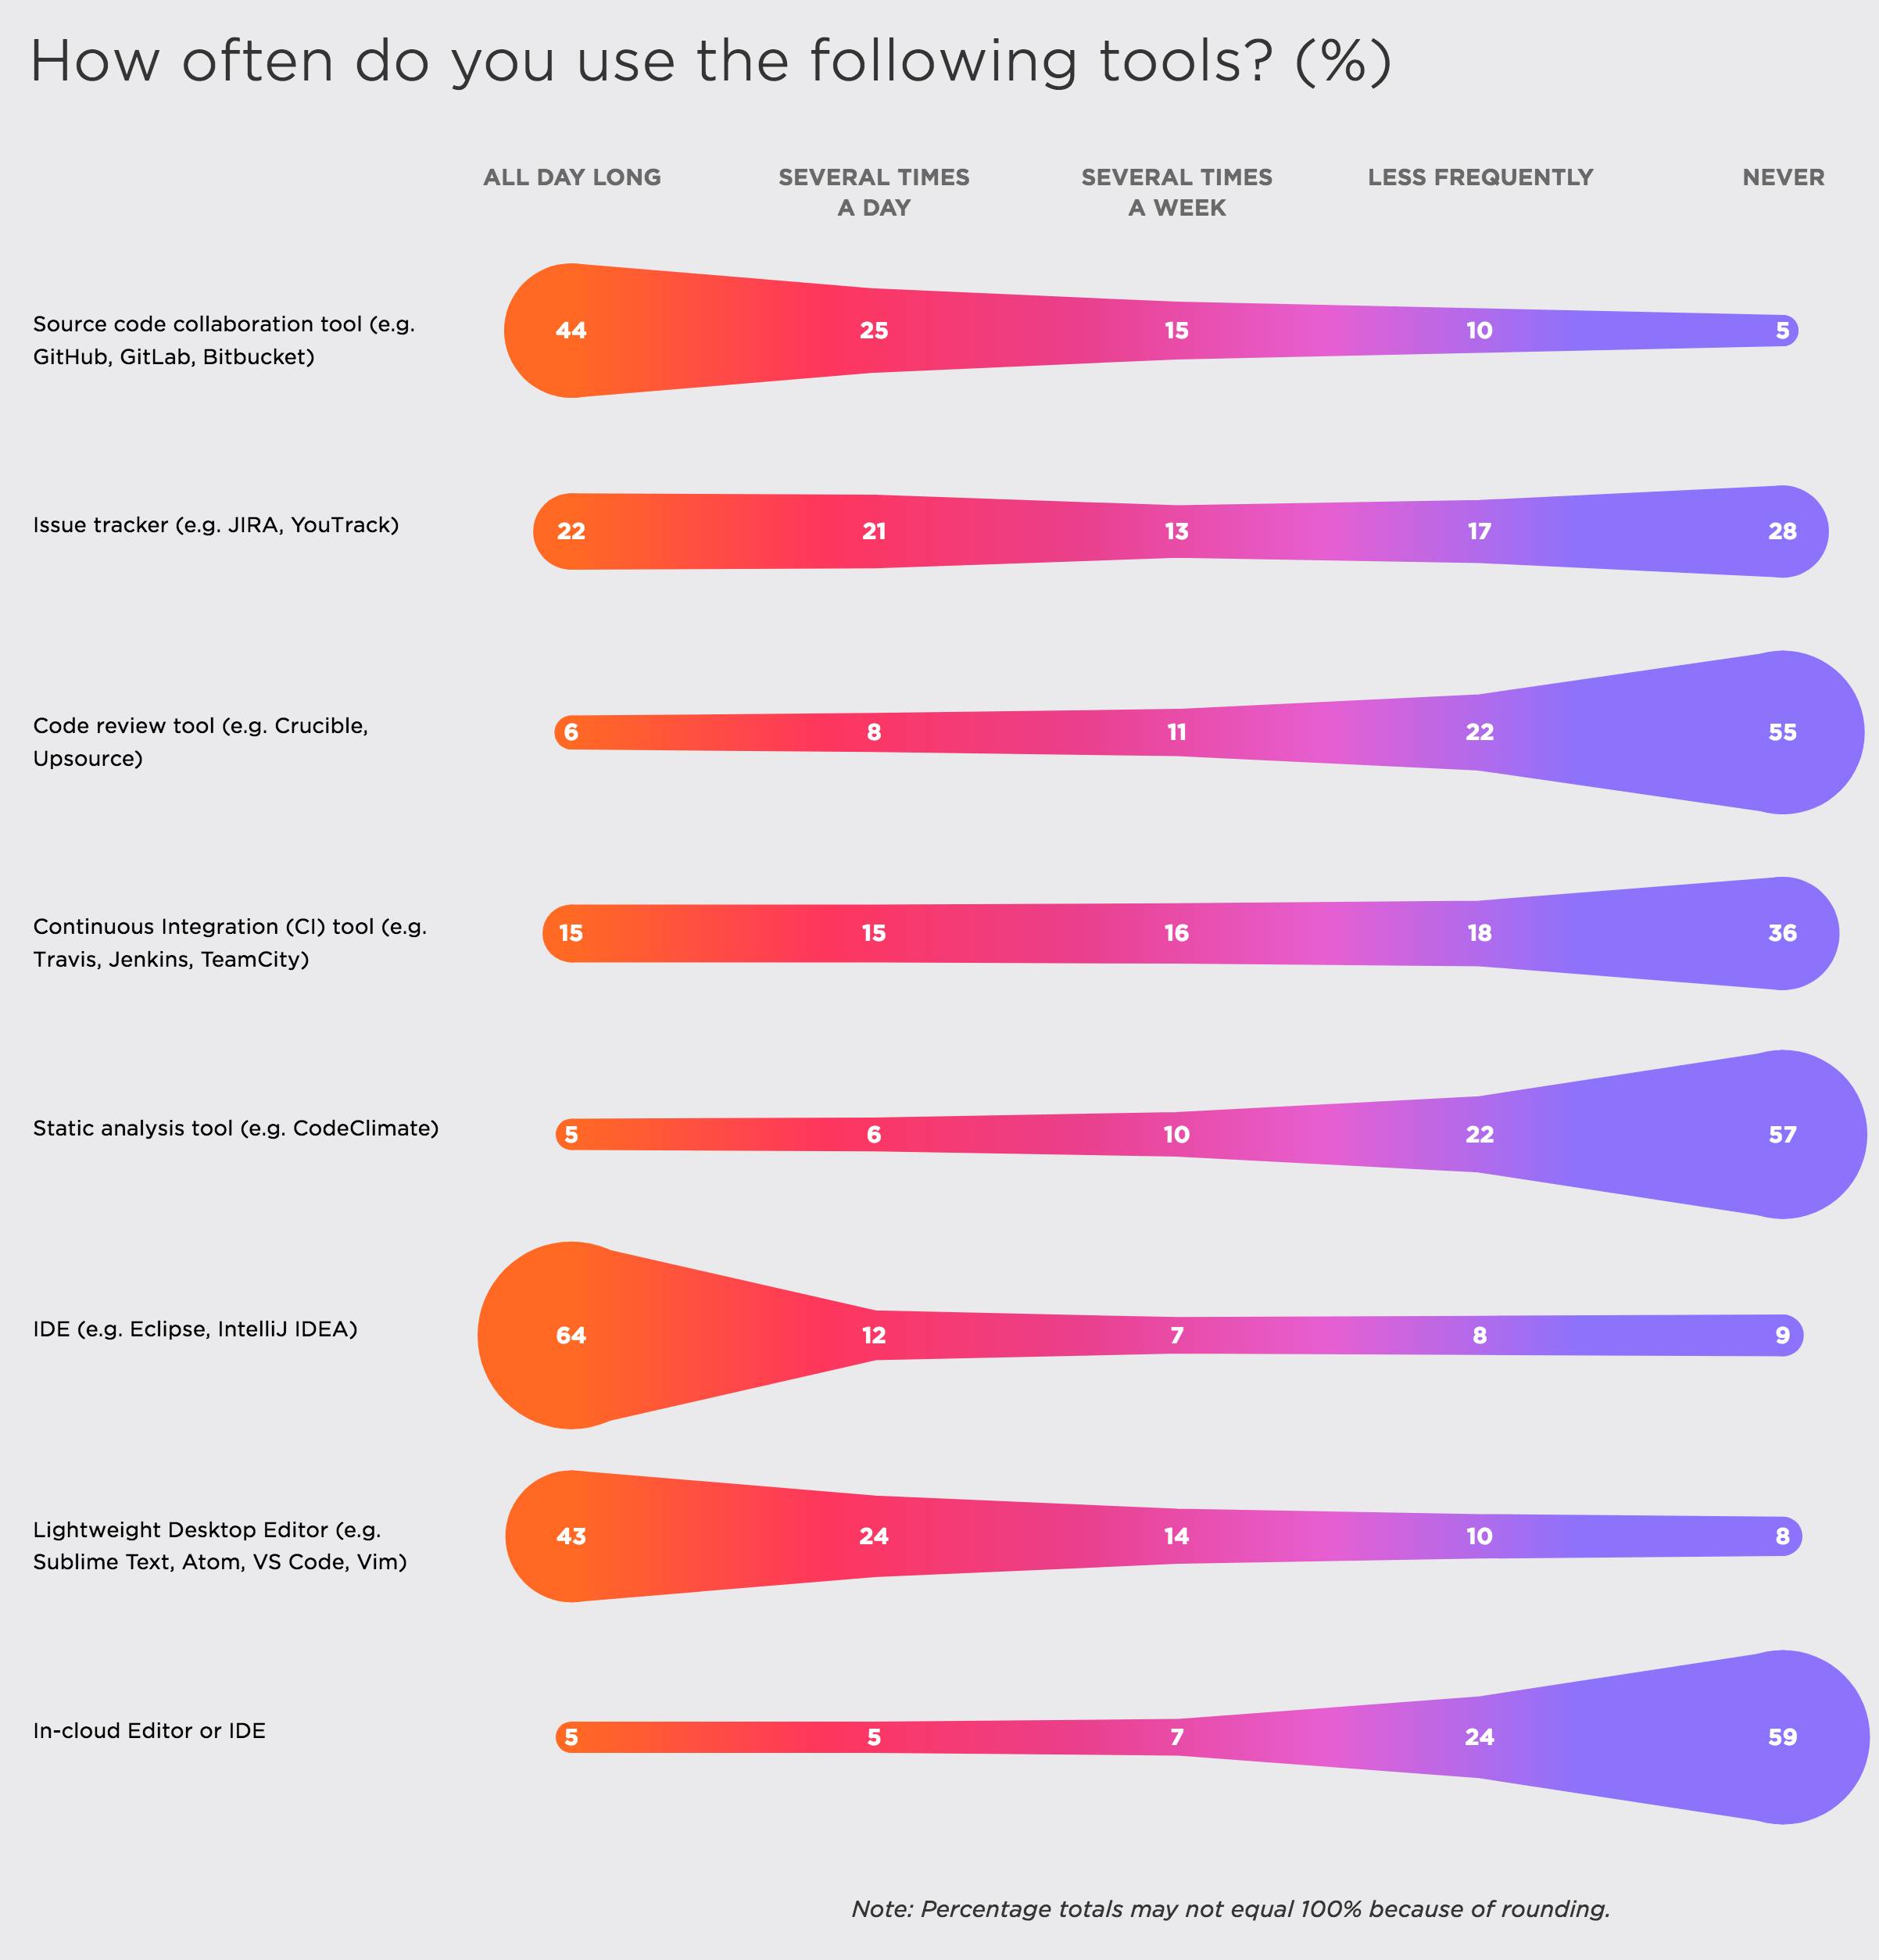 How often do you use the following tools? (%)
ALL DAY LONG SEVERAL TIMES SEVERAL TIMES LESS FREQUENTLY NEVER
A DAY A WEEK
Source code collaboration tool (e.g.
GitHub, GitLab, Bitbucket)
44 25 15 10 5
Issue tracker (e.g. JIRA, YouTrack)
22 21 13 17 28
Code review tool (e.g. Crucible,
Upsource)
6 8 11 22 55
Continuous Integration (CI) tool (e.g.
Travis, Jenkins, TeamCity)
15 15 16 18 36
Static analysis tool (e.g. CodeClimate)
5 6 10 22 57
IDE (e.g. Eclipse, IntelliJ IDEA)
64 12 7 8 9
Lightweight Desktop Editor (e.g.
Sublime Text, Atom, VS Code, Vim)
43 24 14 10 8
In-cloud Editor or IDE
5 5 7 24 59
Note: Percentage totals may not equal 100% because of rounding.